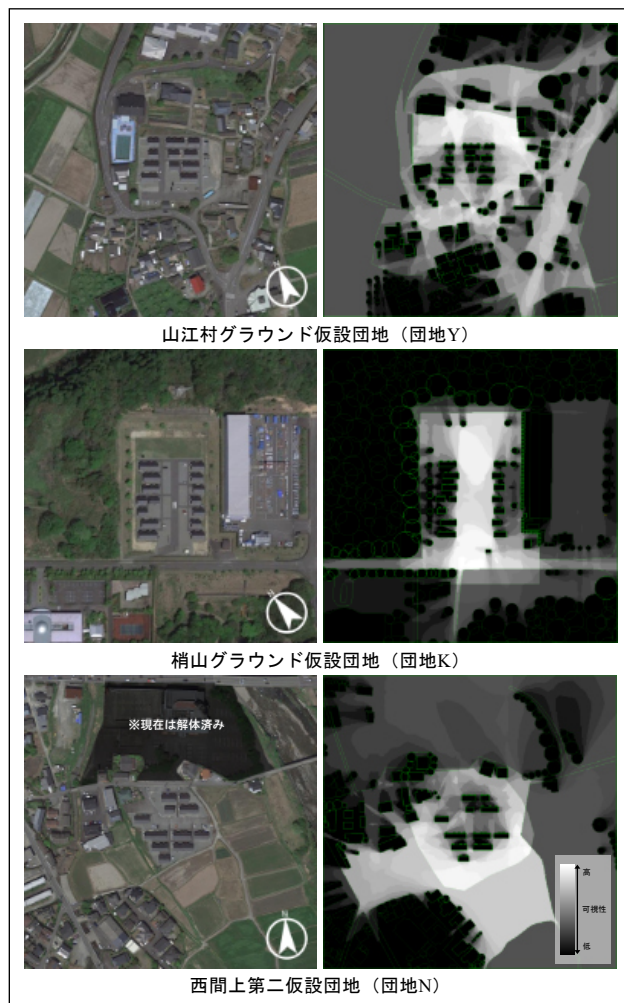 山江村グラウンド仮設団地（団地Y）
梢山グラウンド仮設団地（団地K）
※現在は解体済み
N
高
可視性
低
西間上第二仮設団地（団地N）